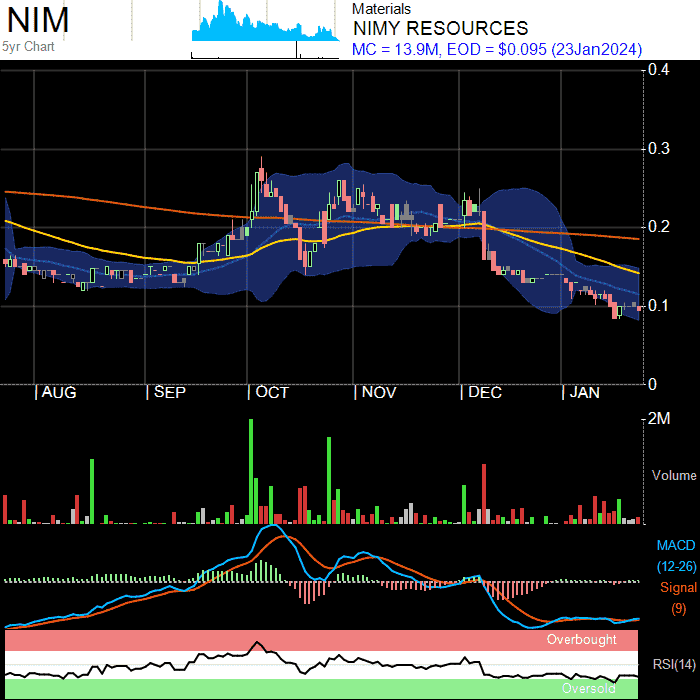 NIM
5yr Chart
Materials
NIMY RESOURCES
MC = 13.9M, EOD = $0.095 (23Jan2024)
0.4
0.3
0.2
0.1
0
| AUG | SEP | OCT | NOV | DEC | JAN
2M
Volume
MACD
(12-26)
Signal
(9)
Overbought
RSI(14)
Oversold